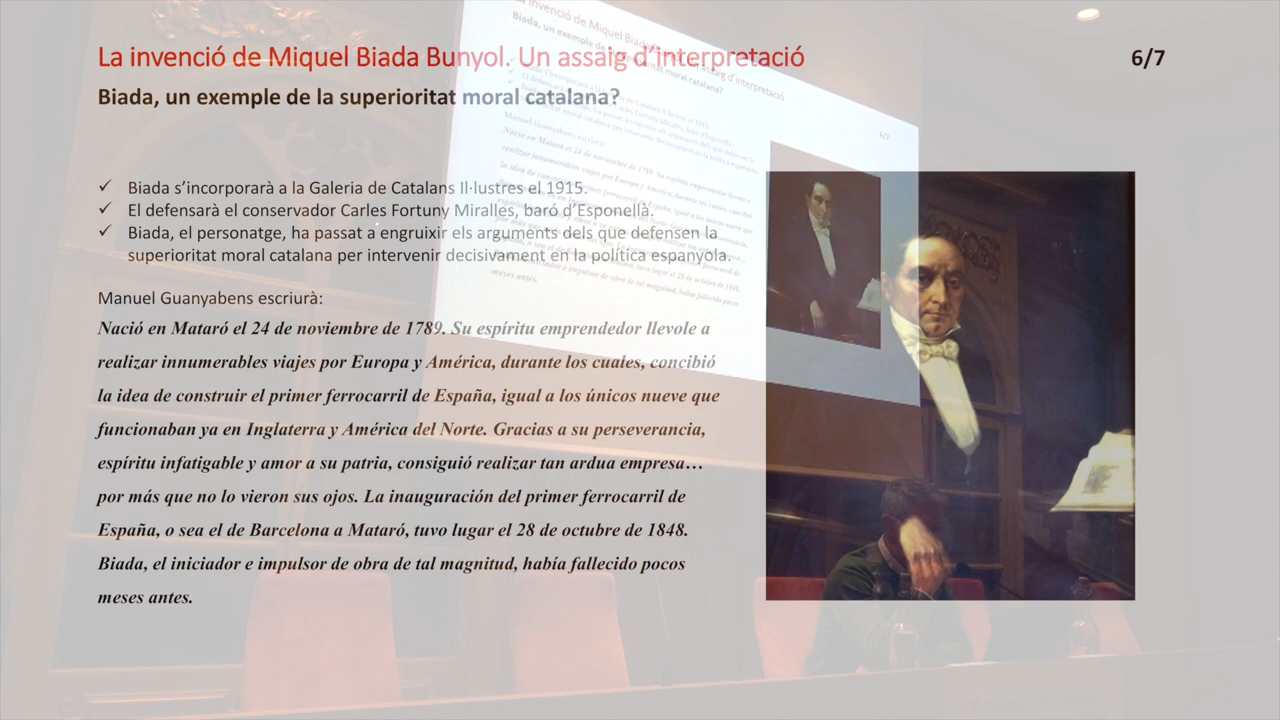 La invenció de Miquel Biada Bunyol. Un assaig d'interpretació
6/7
Biada, un exemple de la superioritat moral catalana?
✓ Biada s'incorporarà a la Galeria de Catalans Il·lustres el 1915.
✓ El defensarà el conservador Carles Fortuny Miralles, baró d'Esponellà.
✓ Biada, el personatge, ha passat a engruixir els arguments dels que defensen la
superioritat moral catalana per intervenir decisivament en la política espanyola.
Manuel Guanyabens escriurà:
Nació en Mataró el 24 de noviembre de 1789. Su espíritu emprendedor llevole a
realizar innumerables viajes por Europa y América, durante los cuales, concibió
la idea de construir el primer ferrocarril de España, igual a los únicos nueve que
funcionaban ya en Inglaterra y América del Norte. Gracias a su perseverancia,
espíritu infatigable y amor a su patria, consiguió realizar tan ardua empresa…
por más que no lo vieron sus ojos. La inauguración del primer ferrocarril de
España, o sea el de Barcelona a Mataró, tuvo lugar el 28 de octubre de 1848.
Biada, el iniciador e impulsor de obra de tal magnitud, había fallecido pocos
meses antes.